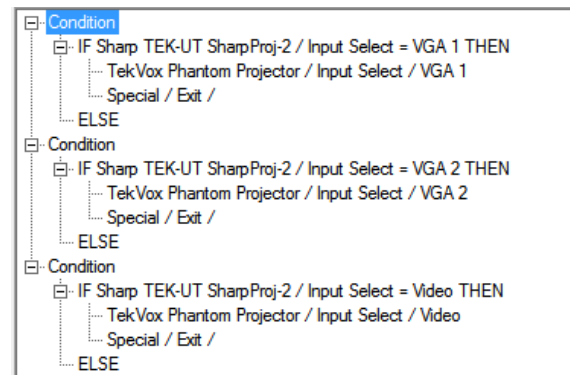 Condition
IF Sharp TEK-UT SharpProj-2 / Input Select = VGA 1 THEN
TekVox Phantom Projector / Input Select / VGA 1
Special / Exit /
ELSE
Condition
IF Sharp TEK-UT SharpProj-2 / Input Select = VGA 2 THEN
TekVox Phantom Projector / Input Select / VGA 2
Special / Exit /
ELSE
Condition
IF Sharp TEK-UT SharpProj-2 / Input Select = Video THEN
TekVox Phantom Projector / Input Select / Video
Special / Exit /
ELSE